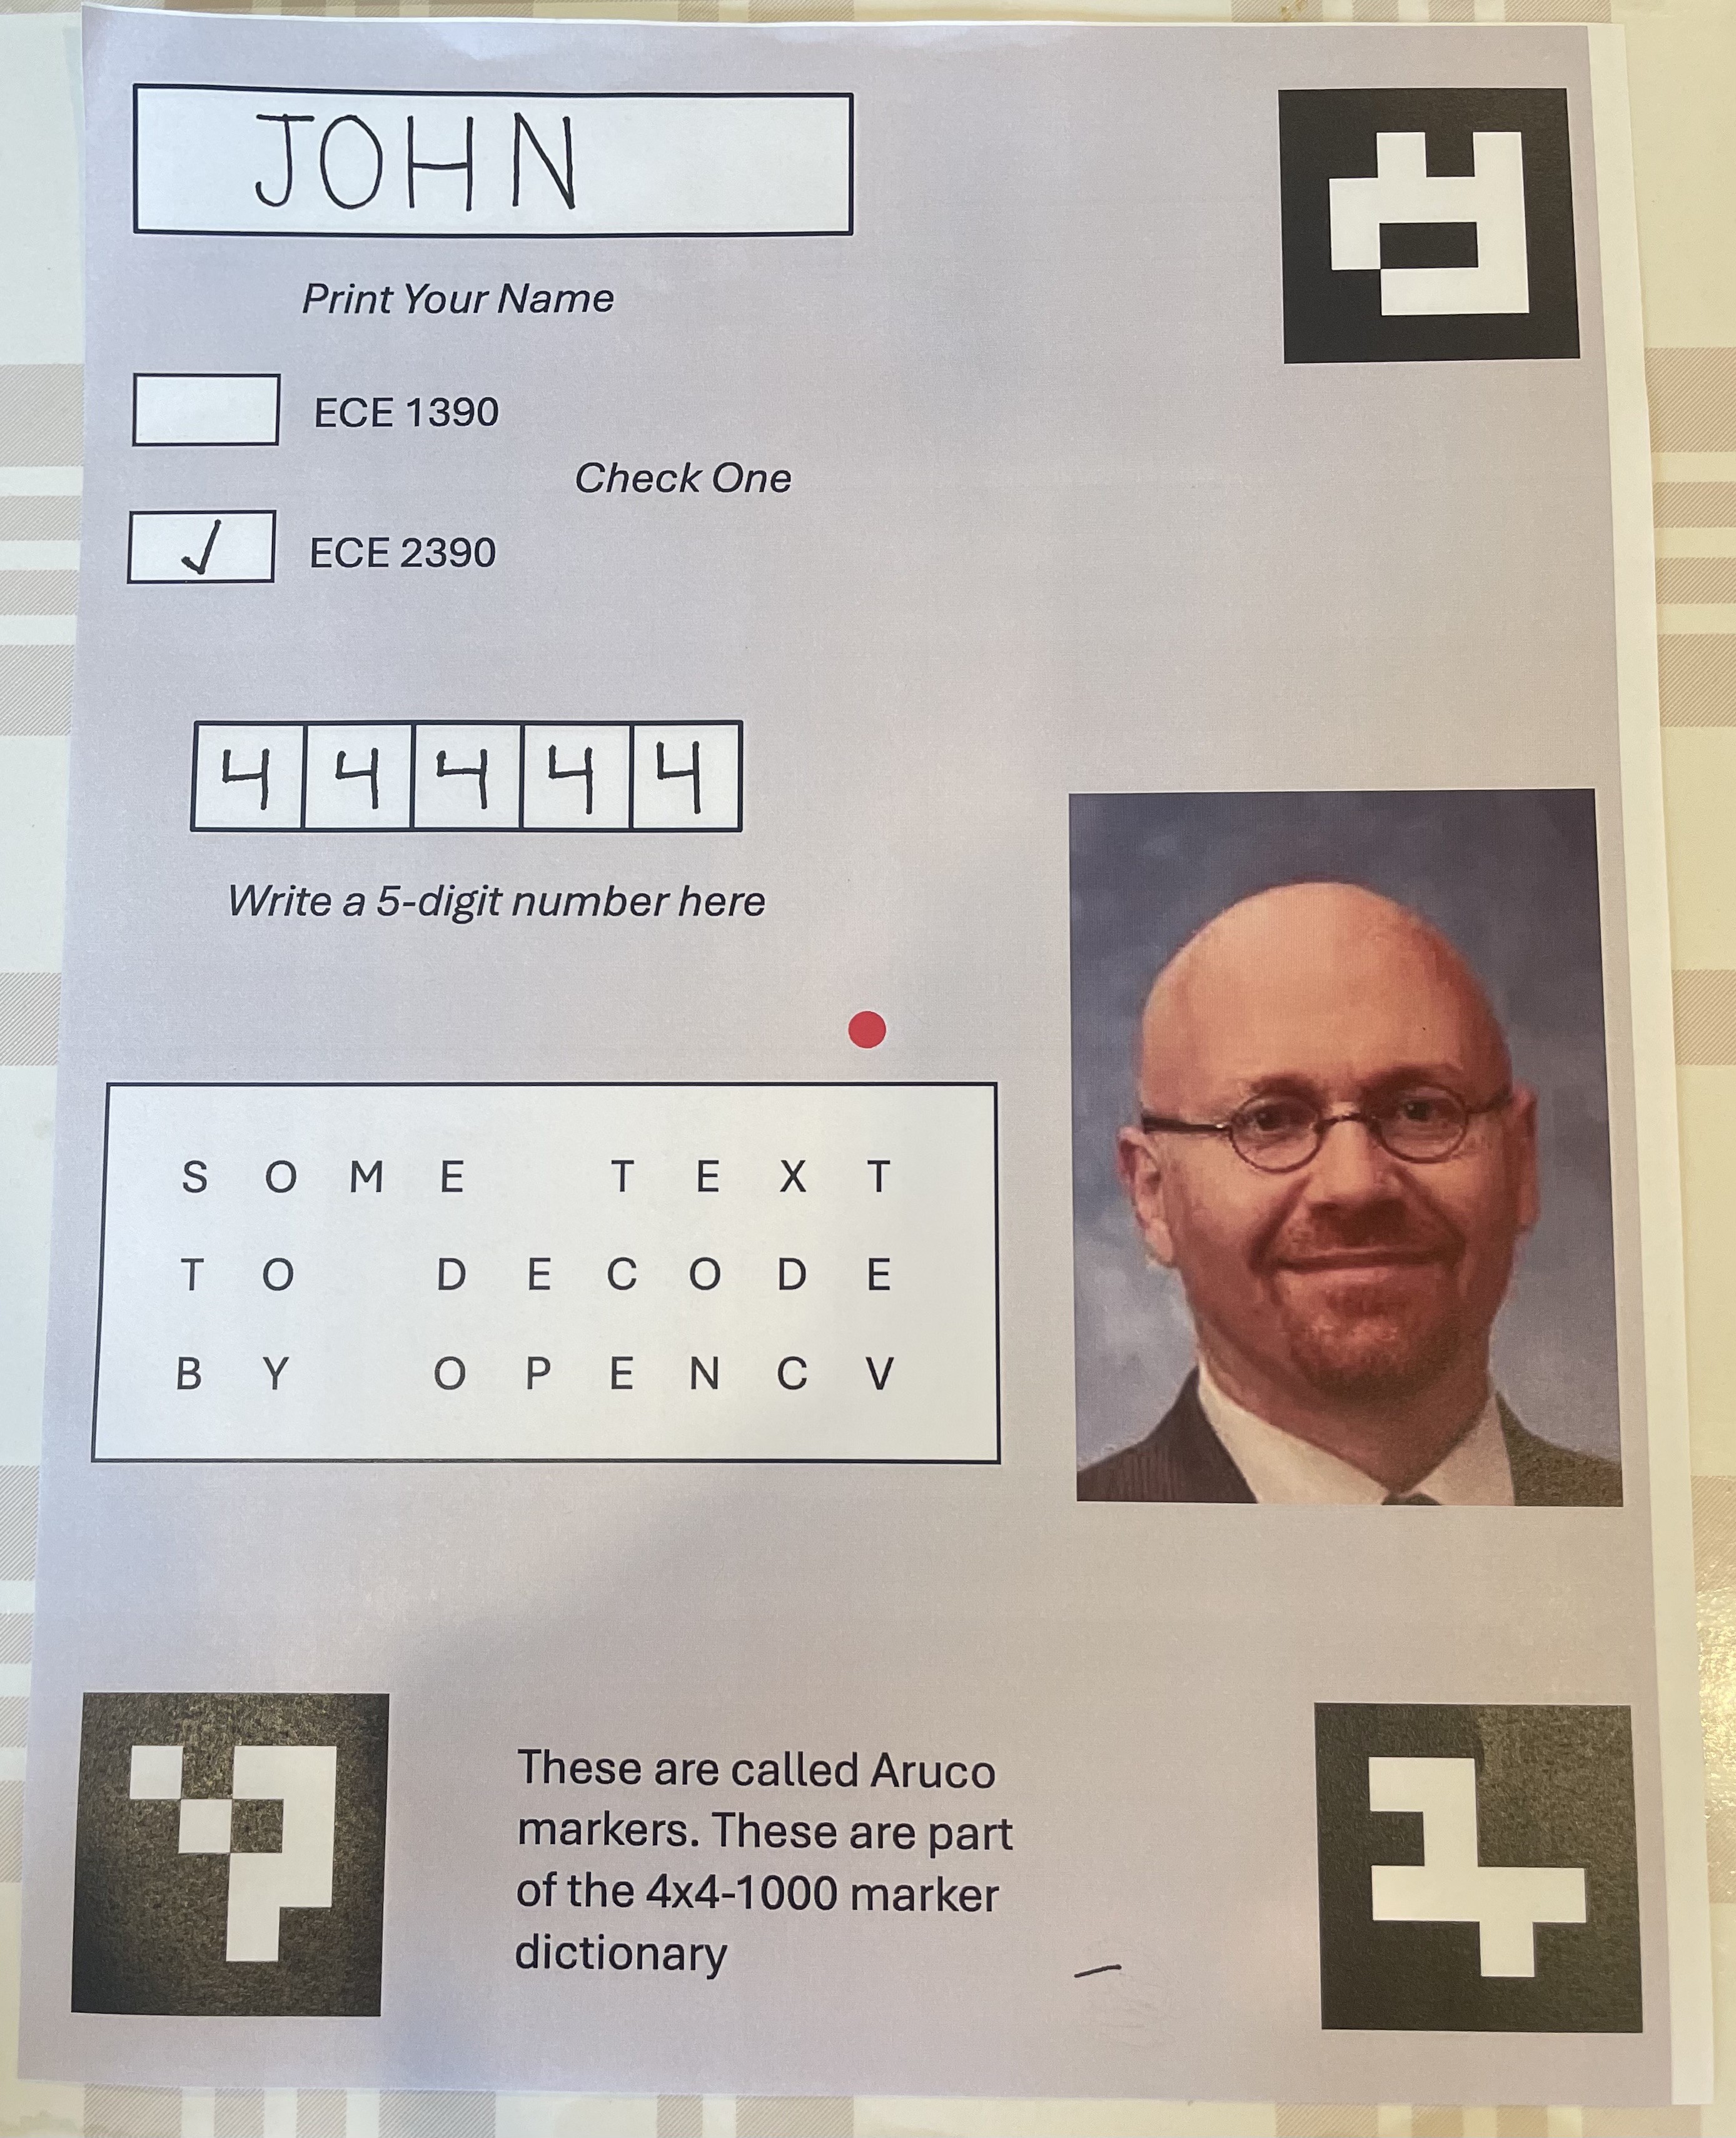 JOHN
Print Your Name
ECE 1390
Check One
ECE 2390
4 4 4 4 4
Write a 5-digit number here
S O M E T E X T
T O D E C O D E
B Y O P E N C V
These are called Aruco
markers. These are part
of the 4x4-1000 marker
dictionary